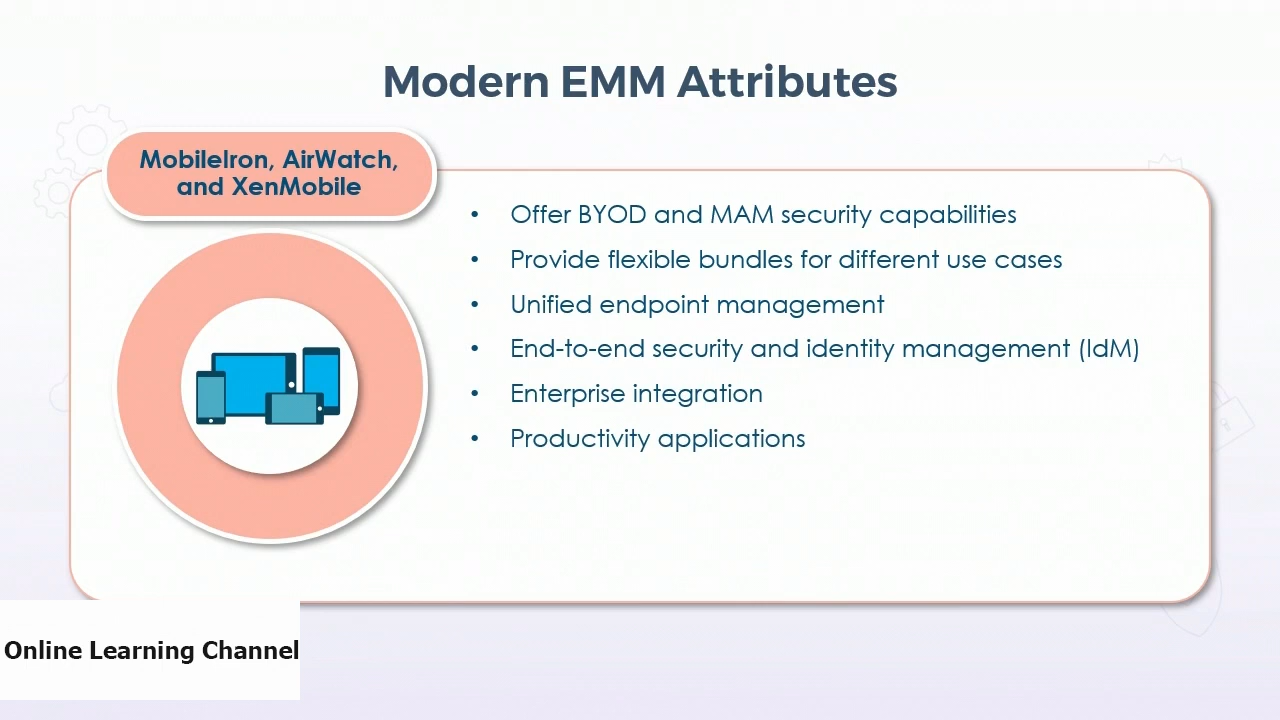 Modern EMM Attributes
MobileIron, AirWatch,
and XenMobile
• Offer BYOD and MAM security capabilities
• Provide flexible bundles for different use cases
• Unified endpoint management
• End-to-end security and identity management (IdM)
• Enterprise integration
• Productivity applications
Online Learning Channel